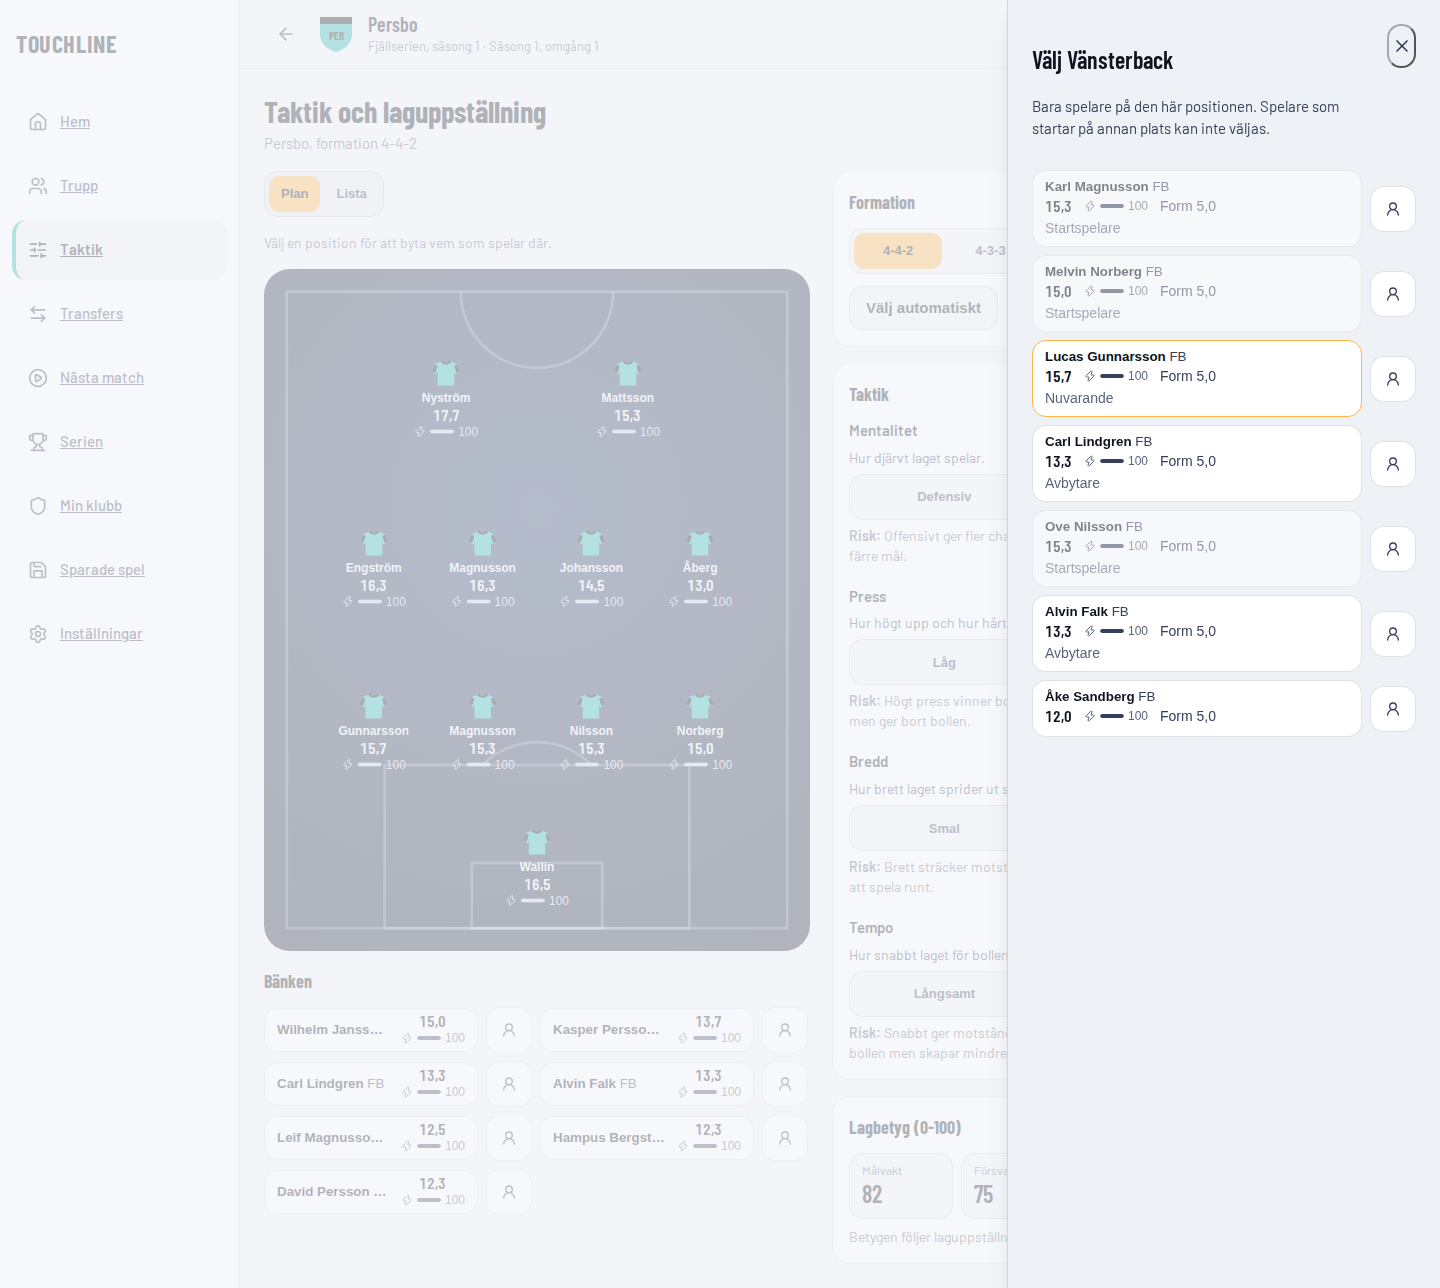 TOUCHLINE
Hem
Trupp
Taktik
Transfers
Nästa match
Serien
Min klubb
Sparade spel
Inställningar
PER
Persbo
Fjällserien, säsong 1 · Säsong 1, omgång 1
Taktik och laguppställning
Persbo, formation 4-4-2
Plan
Lista
Välj en position för att byta vem som spelar där.
Nyström
17,7
100
Mattsson
15,3
100
Engström
16,3
100
Magnusson
16,3
100
Johansson
14,5
100
Åberg
13,0
100
Gunnarsson
15,7
100
Magnusson
15,3
100
Nilsson
15,3
100
Norberg
15,0
100
Wallin
16,5
100
Bänken
Wilhelm Janss…
15,0
100
Kasper Persso…
13,7
100
Carl Lindgren FB
13,3
100
Alvin Falk FB
13,3
100
Leif Magnusso…
12,5
100
Hampus Bergst…
12,3
100
David Persson …
12,3
100
Formation
4-4-2
4-3-3
Välj automatiskt
Taktik
Mentalitet
Hur djärvt laget spelar.
Defensiv
Risk: Offensivt ger fler
färre mål.
Press
Hur högt upp och hur hårt
Låg
Risk: Högt press vinner
men ger bort bollen.
Bredd
Hur brett laget sprider ut
Smal
Risk: Brett sträcker
att spela runt.
Tempo
Hur snabbt laget för bollen
Långsamt
Risk: Snabbt ger
bollen men skapar mindre
Lagbetyg (0-100)
Målvakt
82
75
Betygen följer
Välj Vänsterback
Bara spelare på den här positionen. Spelare som
startar på annan plats kan inte väljas.
Karl Magnusson FB
15,3 100 Form 5,0
Startspelare
Melvin Norberg FB
15,0 100 Form 5,0
Startspelare
Lucas Gunnarsson FB
15,7 100 Form 5,0
Nuvarande
Carl Lindgren FB
13,3 100 Form 5,0
Avbytare
Ove Nilsson FB
15,3 100 Form 5,0
Startspelare
Alvin Falk FB
13,3 100 Form 5,0
Avbytare
Åke Sandberg FB
12,0 100 Form 5,0